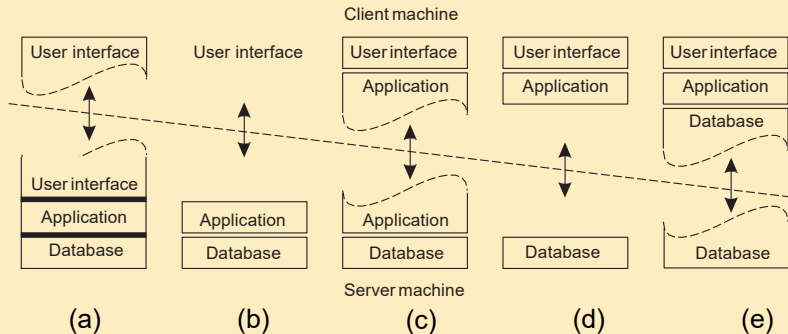 Client machine
User interface
User interface
Application
Database
(a)
User interface
Application
Database
(b)
User interface
Application
Application
Database
(c)
User interface
Application
Database
(d)
User interface
Application
Database
Database
(e)
Server machine